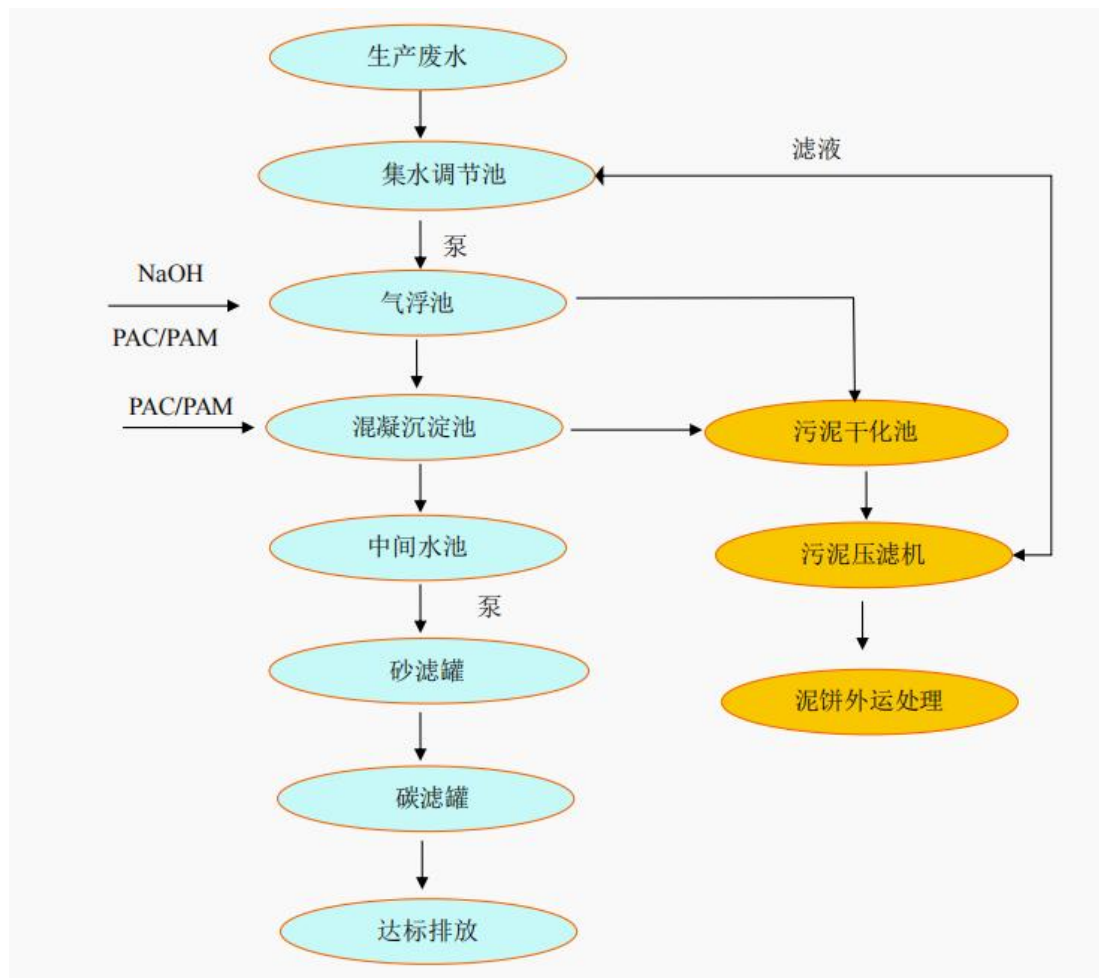 生产废水
集水调节池
滤液
泵
NaOH
气浮池
PAC/PAM
PAC/PAM
混凝沉淀池
污泥干化池
中间水池
污泥压滤机
泵
砂滤罐
泥饼外运处理
碳滤罐
达标排放